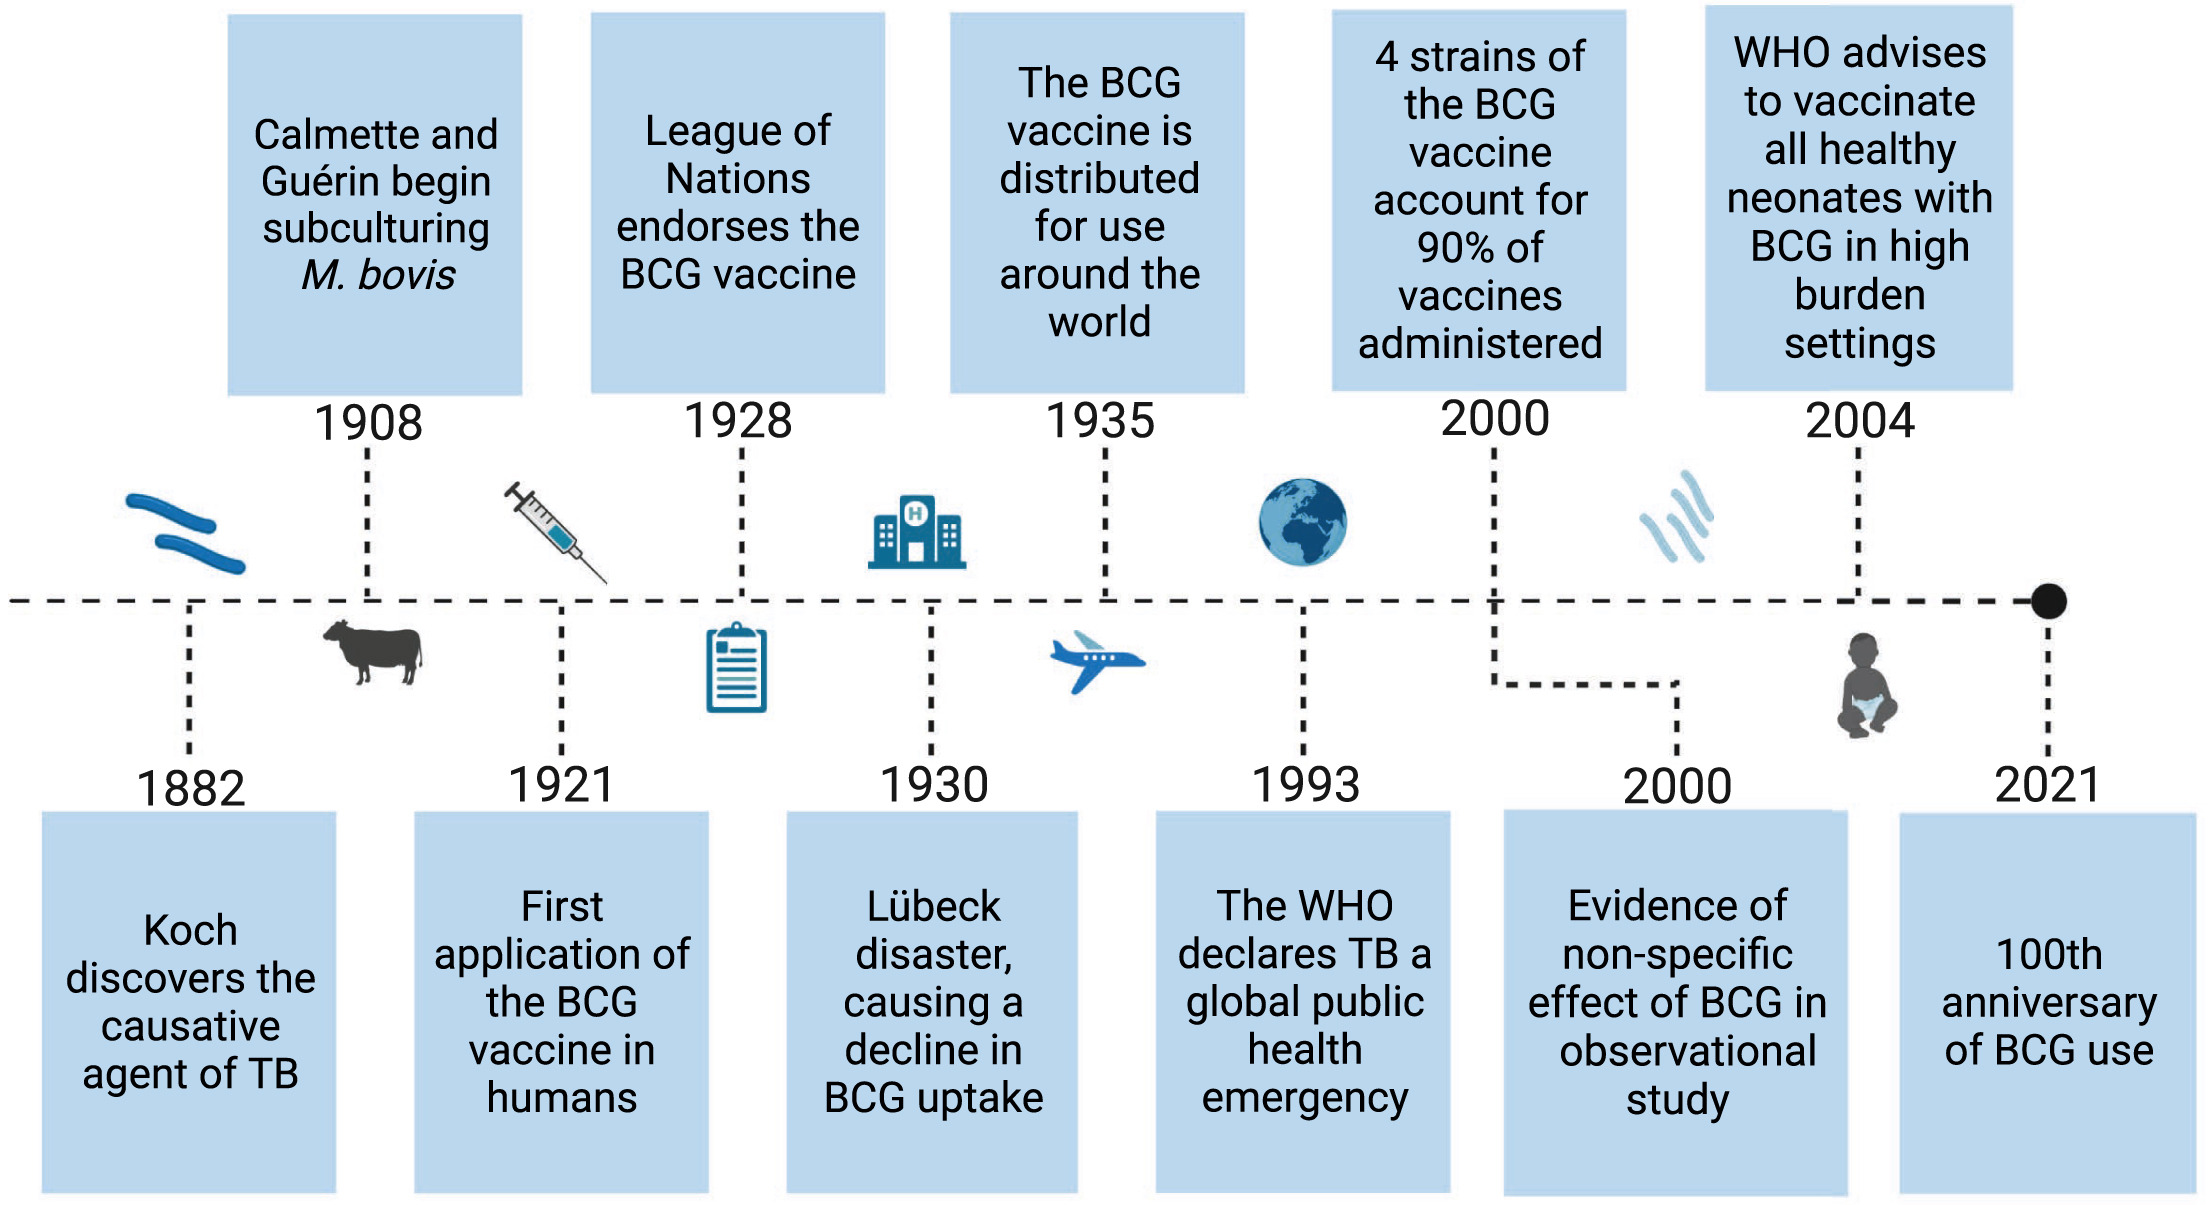 Calmette and
Guérin begin
subculturing
M. bovis
1908
League of
Nations
endorses the
BCG vaccine
1928
The BCG
vaccine is
distributed
for use
around the
world
1935
4 strains of
the BCG
vaccine
account for
90% of
vaccines
administered
2000
WHO advises
to vaccinate
all healthy
neonates with
BCG in high
burden
settings
2004
H
1882
Koch
discovers the
causative
agent of TB
1921
First
application of
the BCG
vaccine in
humans
1930
Lübeck
disaster,
causing a
decline in
BCG uptake
1993
The WHO
declares TB a
global public
health
emergency
2000
Evidence of
non-specific
effect of BCG in
observational
study
2021
100th
anniversary
of BCG use